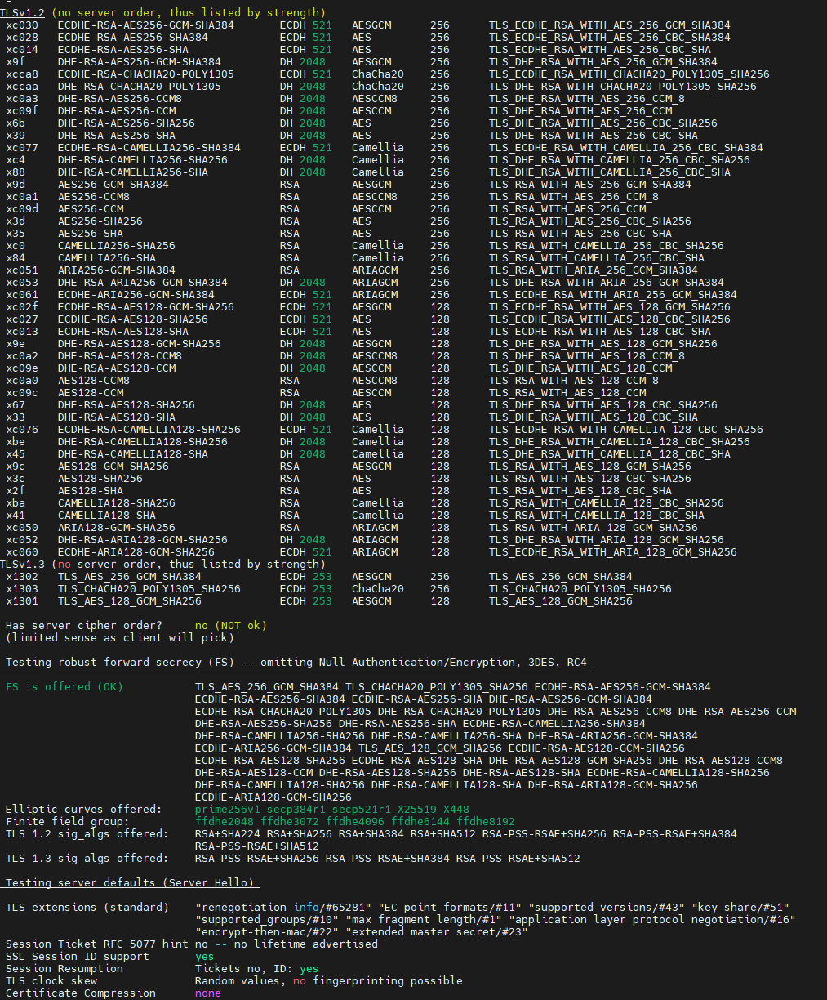 TLSv1.2 (no server order, thus listed by strength)
xc030 ECDHE-RSA-AES256-GCM-SHA384 ECDH 521 AESGCM 256 TLS_ECDHE_RSA_WITH_AES_256_GCM_SHA384
xc028 ECDHE-RSA-AES256-SHA384 ECDH 521 AES 256 TLS_ECDHE_RSA_WITH_AES_256_CBC_SHA384
xc014 ECDHE-RSA-AES256-SHA ECDH 521 AES 256 TLS_ECDHE_RSA_WITH_AES_256_CBC_SHA
x9f DHE-RSA-AES256-GCM-SHA384 DH 2048 AESGCM 256 TLS_DHE_RSA_WITH_AES_256_GCM_SHA384
xcca8 ECDHE-RSA-CHACHA20-POLY1305 ECDH 521 ChaCha20 256 TLS_ECDHE_RSA_WITH_CHACHA20_POLY1305_SHA256
xccaa DHE-RSA-CHACHA20-POLY1305 DH 2048 ChaCha20 256 TLS_DHE_RSA_WITH_CHACHA20_POLY1305_SHA256
xc0a3 DHE-RSA-AES256-CCM8 DH 2048 AESCCM8 256 TLS_DHE_RSA_WITH_AES_256_CCM_8
xc09f DHE-RSA-AES256-CCM DH 2048 AESCCM 256 TLS_DHE_RSA_WITH_AES_256_CCM
x6b DHE-RSA-AES256-SHA256 DH 2048 AES 256 TLS_DHE_RSA_WITH_AES_256_CBC_SHA256
x39 DHE-RSA-AES256-SHA DH 2048 AES 256 TLS_DHE_RSA_WITH_AES_256_CBC_SHA
xc077 ECDHE-RSA-CAMELLIA256-SHA384 ECDH 521 Camellia 256 TLS_ECDHE_RSA_WITH_CAMELLIA_256_CBC_SHA384
xc4 DHE-RSA-CAMELLIA256-SHA256 DH 2048 Camellia 256 TLS_DHE_RSA_WITH_CAMELLIA_256_CBC_SHA256
x88 DHE-RSA-CAMELLIA256-SHA DH 2048 Camellia 256 TLS_DHE_RSA_WITH_CAMELLIA_256_CBC_SHA
x9d AES256-GCM-SHA384 RSA AESGCM 256 TLS_RSA_WITH_AES_256_GCM_SHA384
xc0a1 AES256-CCM8 RSA AESCCM8 256 TLS_RSA_WITH_AES_256_CCM_8
xc09d AES256-CCM RSA AESCCM 256 TLS_RSA_WITH_AES_256_CCM
x3d AES256-SHA256 RSA AES 256 TLS_RSA_WITH_AES_256_CBC_SHA256
x35 AES256-SHA RSA AES 256 TLS_RSA_WITH_AES_256_CBC_SHA
xc0 CAMELLIA256-SHA256 RSA Camellia 256 TLS_RSA_WITH_CAMELLIA_256_CBC_SHA256
x84 CAMELLIA256-SHA RSA Camellia 256 TLS_RSA_WITH_CAMELLIA_256_CBC_SHA
xc051 ARIA256-GCM-SHA384 RSA ARIAGCM 256 TLS_RSA_WITH_ARIA_256_GCM_SHA384
xc053 DHE-RSA-ARIA256-GCM-SHA384 DH 2048 ARIAGCM 256 TLS_DHE_RSA_WITH_ARIA_256_GCM_SHA384
xc061 ECDHE-ARIA256-GCM-SHA384 ECDH 521 ARIAGCM 256 TLS_ECDHE_RSA_WITH_ARIA_256_GCM_SHA384
xc02f ECDHE-RSA-AES128-GCM-SHA256 ECDH 521 AESGCM 128 TLS_ECDHE_RSA_WITH_AES_128_GCM_SHA256
xc027 ECDHE-RSA-AES128-SHA256 ECDH 521 AES 128 TLS_ECDHE_RSA_WITH_AES_128_CBC_SHA256
xc013 ECDHE-RSA-AES128-SHA ECDH 521 AES 128 TLS_ECDHE_RSA_WITH_AES_128_CBC_SHA
x9e DHE-RSA-AES128-GCM-SHA256 DH 2048 AESGCM 128 TLS_DHE_RSA_WITH_AES_128_GCM_SHA256
xc0a2 DHE-RSA-AES128-CCM8 DH 2048 AESCCM8 128 TLS_DHE_RSA_WITH_AES_128_CCM_8
xc09e DHE-RSA-AES128-CCM DH 2048 AESCCM 128 TLS_DHE_RSA_WITH_AES_128_CCM
xc0a0 AES128-CCM8 RSA AESCCM8 128 TLS_RSA_WITH_AES_128_CCM_8
xc09c AES128-CCM RSA AESCCM 128 TLS_RSA_WITH_AES_128_CCM
x67 DHE-RSA-AES128-SHA256 DH 2048 AES 128 TLS_DHE_RSA_WITH_AES_128_CBC_SHA256
x33 DHE-RSA-AES128-SHA DH 2048 AES 128 TLS_DHE_RSA_WITH_AES_128_CBC_SHA
xc076 ECDHE-RSA-CAMELLIA128-SHA256 ECDH 521 Camellia 128 TLS_ECDHE_RSA_WITH_CAMELLIA_128_CBC_SHA256
xbe DHE-RSA-CAMELLIA128-SHA256 DH 2048 Camellia 128 TLS_DHE_RSA_WITH_CAMELLIA_128_CBC_SHA256
x45 DHE-RSA-CAMELLIA128-SHA DH 2048 Camellia 128 TLS_DHE_RSA_WITH_CAMELLIA_128_CBC_SHA
x9c AES128-GCM-SHA256 RSA AESGCM 128 TLS_RSA_WITH_AES_128_GCM_SHA256
x3c AES128-SHA256 RSA AES 128 TLS_RSA_WITH_AES_128_CBC_SHA256
x2f AES128-SHA RSA AES 128 TLS_RSA_WITH_AES_128_CBC_SHA
xba CAMELLIA128-SHA256 RSA Camellia 128 TLS_RSA_WITH_CAMELLIA_128_CBC_SHA256
x41 CAMELLIA128-SHA RSA Camellia 128 TLS_RSA_WITH_CAMELLIA_128_CBC_SHA
xc050 ARIA128-GCM-SHA256 RSA ARIAGCM 128 TLS_RSA_WITH_ARIA_128_GCM_SHA256
xc052 DHE-RSA-ARIA128-GCM-SHA256 DH 2048 ARIAGCM 128 TLS_DHE_RSA_WITH_ARIA_128_GCM_SHA256
xc060 ECDHE-ARIA128-GCM-SHA256 ECDH 521 ARIAGCM 128 TLS_ECDHE_RSA_WITH_ARIA_128_GCM_SHA256
TLSv1.3 (no server order, thus listed by strength)
x1302 TLS_AES_256_GCM_SHA384 ECDH 253 AESGCM 256 TLS_AES_256_GCM_SHA384
x1303 TLS_CHACHA20_POLY1305_SHA256 ECDH 253 ChaCha20 256 TLS_CHACHA20_POLY1305_SHA256
x1301 TLS_AES_128_GCM_SHA256 ECDH 253 AESGCM 128 TLS_AES_128_GCM_SHA256
Has server cipher order? no (NOT ok)
(limited sense as client will pick)
Testing robust forward secrecy (FS) -- omitting Null Authentication/Encryption, 3DES, RC4
FS is offered (OK) TLS_AES_256_GCM_SHA384 TLS_CHACHA20_POLY1305_SHA256 ECDHE-RSA-AES256-GCM-SHA384
ECDHE-RSA-AES256-SHA384 ECDHE-RSA-AES256-SHA DHE-RSA-AES256-GCM-SHA384
ECDHE-RSA-CHACHA20-POLY1305 DHE-RSA-CHACHA20-POLY1305 DHE-RSA-AES256-CCM8 DHE-RSA-AES256-CCM
DHE-RSA-AES256-SHA256 DHE-RSA-AES256-SHA ECDHE-RSA-CAMELLIA256-SHA384
DHE-RSA-CAMELLIA256-SHA256 DHE-RSA-CAMELLIA256-SHA DHE-RSA-ARIA256-GCM-SHA384
ECDHE-ARIA256-GCM-SHA384 TLS_AES_128_GCM_SHA256 ECDHE-RSA-AES128-GCM-SHA256
ECDHE-RSA-AES128-SHA256 ECDHE-RSA-AES128-SHA DHE-RSA-AES128-GCM-SHA256 DHE-RSA-AES128-CCM8
DHE-RSA-AES128-CCM DHE-RSA-AES128-SHA256 DHE-RSA-AES128-SHA ECDHE-RSA-CAMELLIA128-SHA256
DHE-RSA-CAMELLIA128-SHA256 DHE-RSA-CAMELLIA128-SHA DHE-RSA-ARIA128-GCM-SHA256
ECDHE-ARIA128-GCM-SHA256
Elliptic curves offered: prime256v1 secp384r1 secp521r1 X25519 X448
Finite field group: ffdhe2048 ffdhe3072 ffdhe4096 ffdhe6144 ffdhe8192
TLS 1.2 sig_algs offered: RSA+SHA224 RSA+SHA256 RSA+SHA384 RSA+SHA512 RSA-PSS-RSAE+SHA256 RSA-PSS-RSAE+SHA384
RSA-PSS-RSAE+SHA512
TLS 1.3 sig_algs offered: RSA-PSS-RSAE+SHA256 RSA-PSS-RSAE+SHA384 RSA-PSS-RSAE+SHA512
Testing server defaults (Server Hello)
TLS extensions (standard) "renegotiation info/#65281" "EC point formats/#11" "supported versions/#43" "key share/#51"
"supported_groups/#10" "max fragment length/#1" "application layer protocol negotiation/#16"
"encrypt-then-mac/#22" "extended master secret/#23"
Session Ticket RFC 5077 hint no -- no lifetime advertised
SSL Session ID support yes
Session Resumption Tickets no, ID: yes
TLS clock skew Random values, no fingerprinting possible
Certificate Compression none